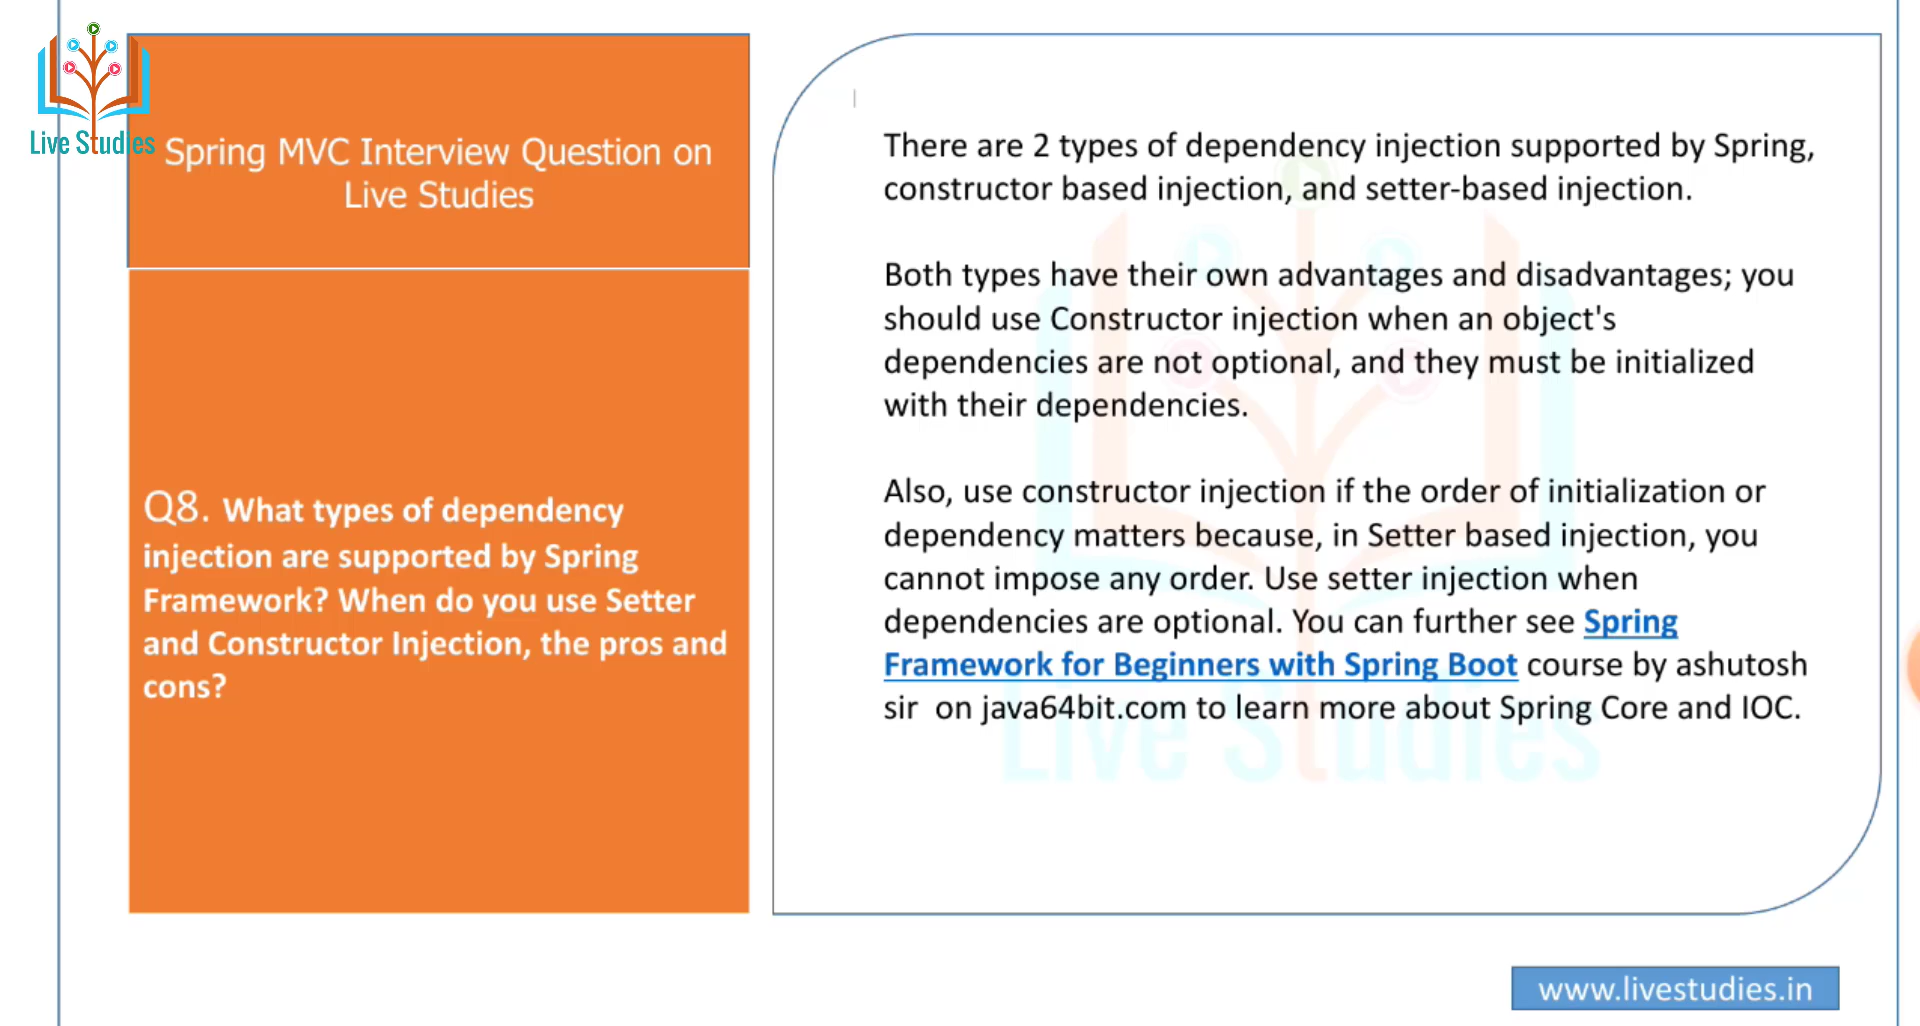 Live Studies
Spring MVC Interview Question on
Live Studies
Q8. What types of dependency
injection are supported by Spring
Framework? When do you use Setter
and Constructor Injection, the pros and
cons?
There are 2 types of dependency injection supported by Spring,
constructor based injection, and setter-based injection.
Both types have their own advantages and disadvantages; you
should use Constructor injection when an object's
dependencies are not optional, and they must be initialized
with their dependencies.
Also, use constructor injection if the order of initialization or
dependency matters because, in Setter based injection, you
cannot impose any order. Use setter injection when
dependencies are optional. You can further see Spring
Framework for Beginners with Spring Boot course by ashutosh
sir  on java64bit.com to learn more about Spring Core and IOC.
Live Studies
www.livestudies.in